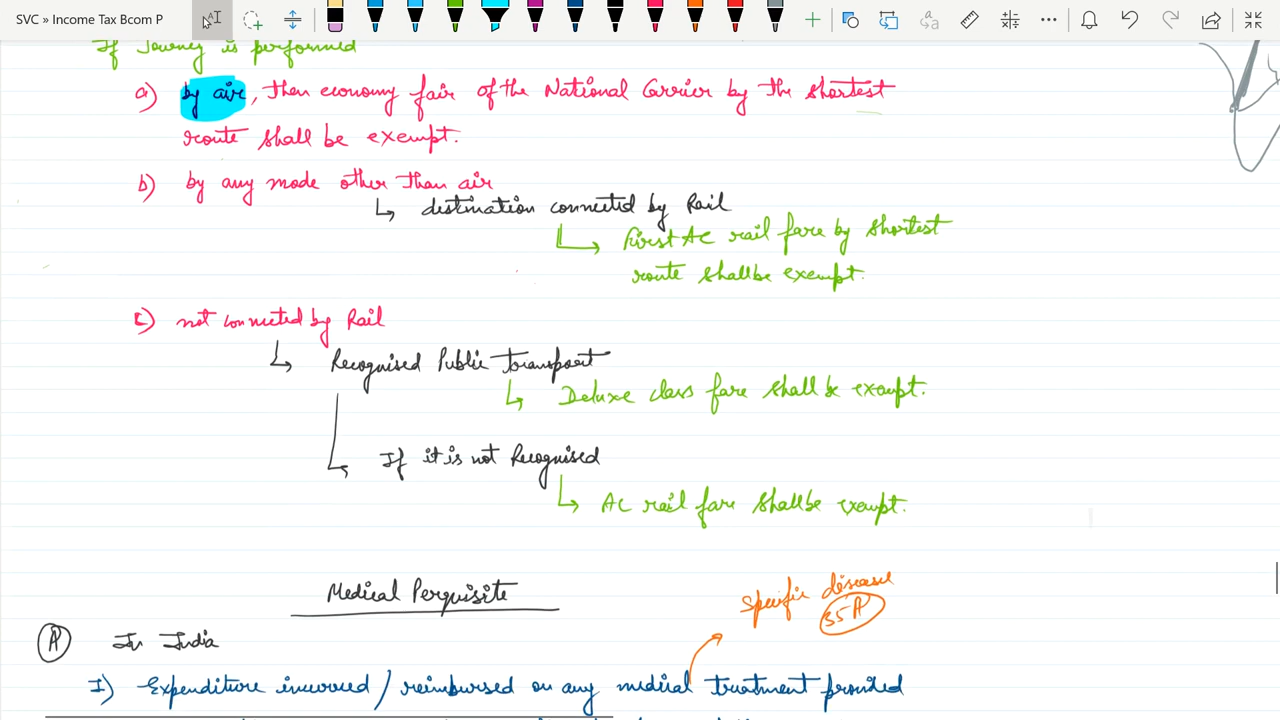 SVC » Income Tax Bcom P
If Journey is performed
a) by air, then economy fair of the National Carrier by the shortest
route shall be exempt.
b) by any mode other than air
↳ destination connected by Rail
↳ First AC rail fare by shortest
route shall be exempt.
c) not connected by Rail
↳ Recognised Public Transport
↳ Deluxe class fare shall be exempt.
↳ If it is not Recognised
↳ AC rail fare shall be exempt.
Medical Perquisite
Specific disease
(A) In India
I) Expenditure incurred / reimbursed on any medical treatment provided